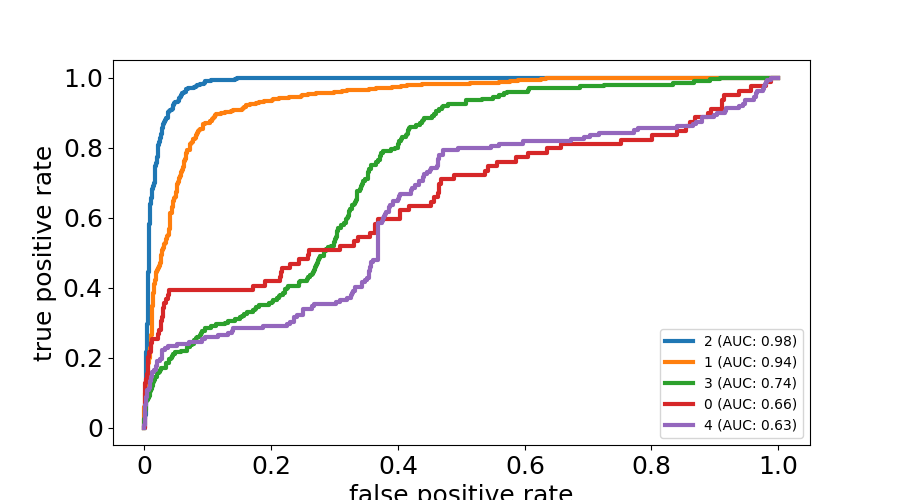 true positive rate
1.0
0.8
0.6
0.4
0.2
0
0 0.2 0.4 0.6 0.8 1.0
false positive rate
2 (AUC: 0.98)
1 (AUC: 0.94)
3 (AUC: 0.74)
0 (AUC: 0.66)
4 (AUC: 0.63)